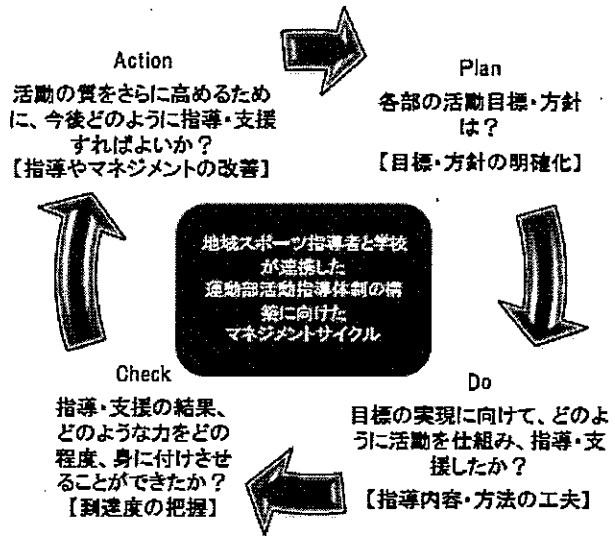 Action
活動の質をさらに高めるため
に、今後どのように指導・支援
すればよいか？
【指導やマネジメントの改善】
Plan
各部の活動目標・方針
は？
【目標・方針の明確化】
地域スポーツ指導者と学校
が連携した
運動部活動指導体制の構
築に向けた
マネジメントサイクル
Check
指導・支援の結果、
どのような力をどの
程度、身に付けさせ
ることができたか？
【到達度の把握】
Do
目標の実現に向けて、どのよ
うに活動を仕組み、指導・支
援したか？
【指導内容・方法の工夫】